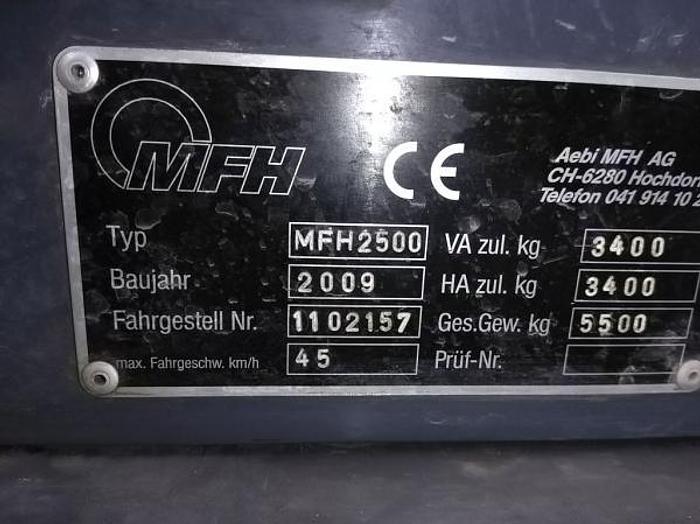 MFH
CE
Aebi MFH AG
CH-6280 Hochdorf
Telefon 041 914 10 2
Typ MFH2500 VA zul. kg 3400
Baujahr 2009 HA zul. kg 3400
Fahrgestell Nr. 1102157 Ges.Gew. kg 5500
max. Fahrgeschw. km/h 45 Prüf-Nr.